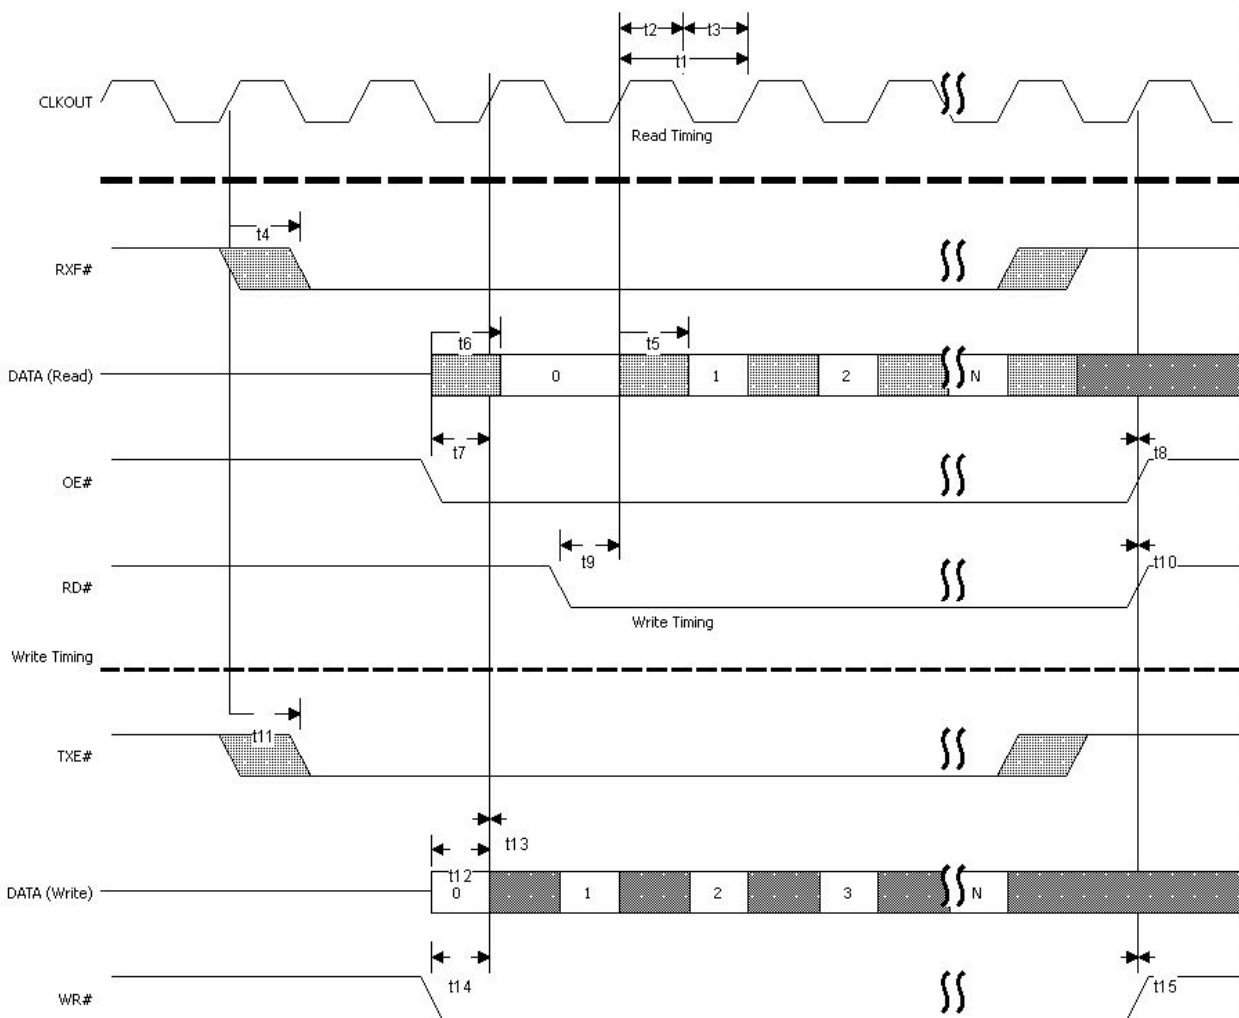 t2 t3
t1
CLKOUT
Read Timing
t4
RXF#
t6 t5
DATA (Read) 0 1 2 N
t7 t8
OE#
t9 t10
RD#
Write Timing
Write Timing
t11
TXE#
t13
t12
DATA (Write) 0 1 2 3 N
t14 t15
WR#